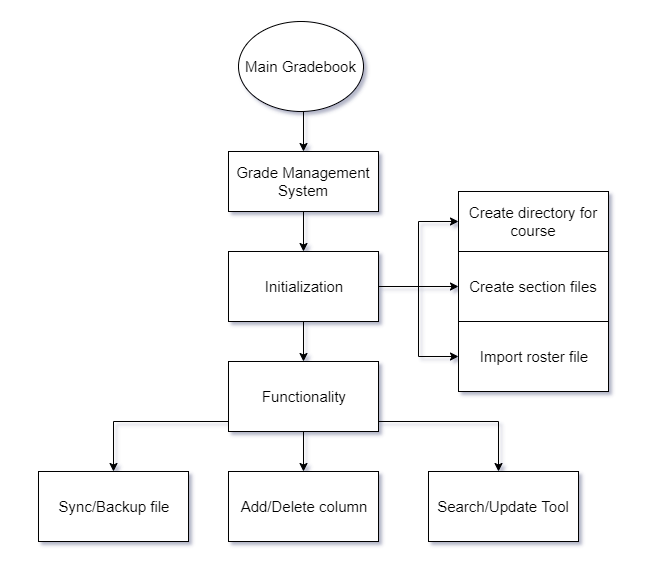 Main Gradebook
Grade Management
System
Create directory for
course
Initialization
Create section files
Import roster file
Functionality
Sync/Backup file
Add/Delete column
Search/Update Tool